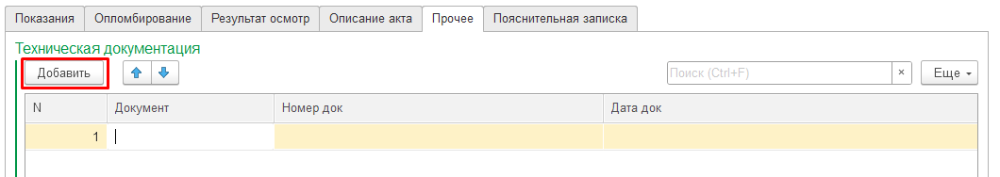 Показания Опломбирование Результат осмотр Описание акта Прочее Пояснительная записка
Техническая документация
Добавить Поиск (Ctrl+F) × Еще
N Документ Номер док Дата док
1